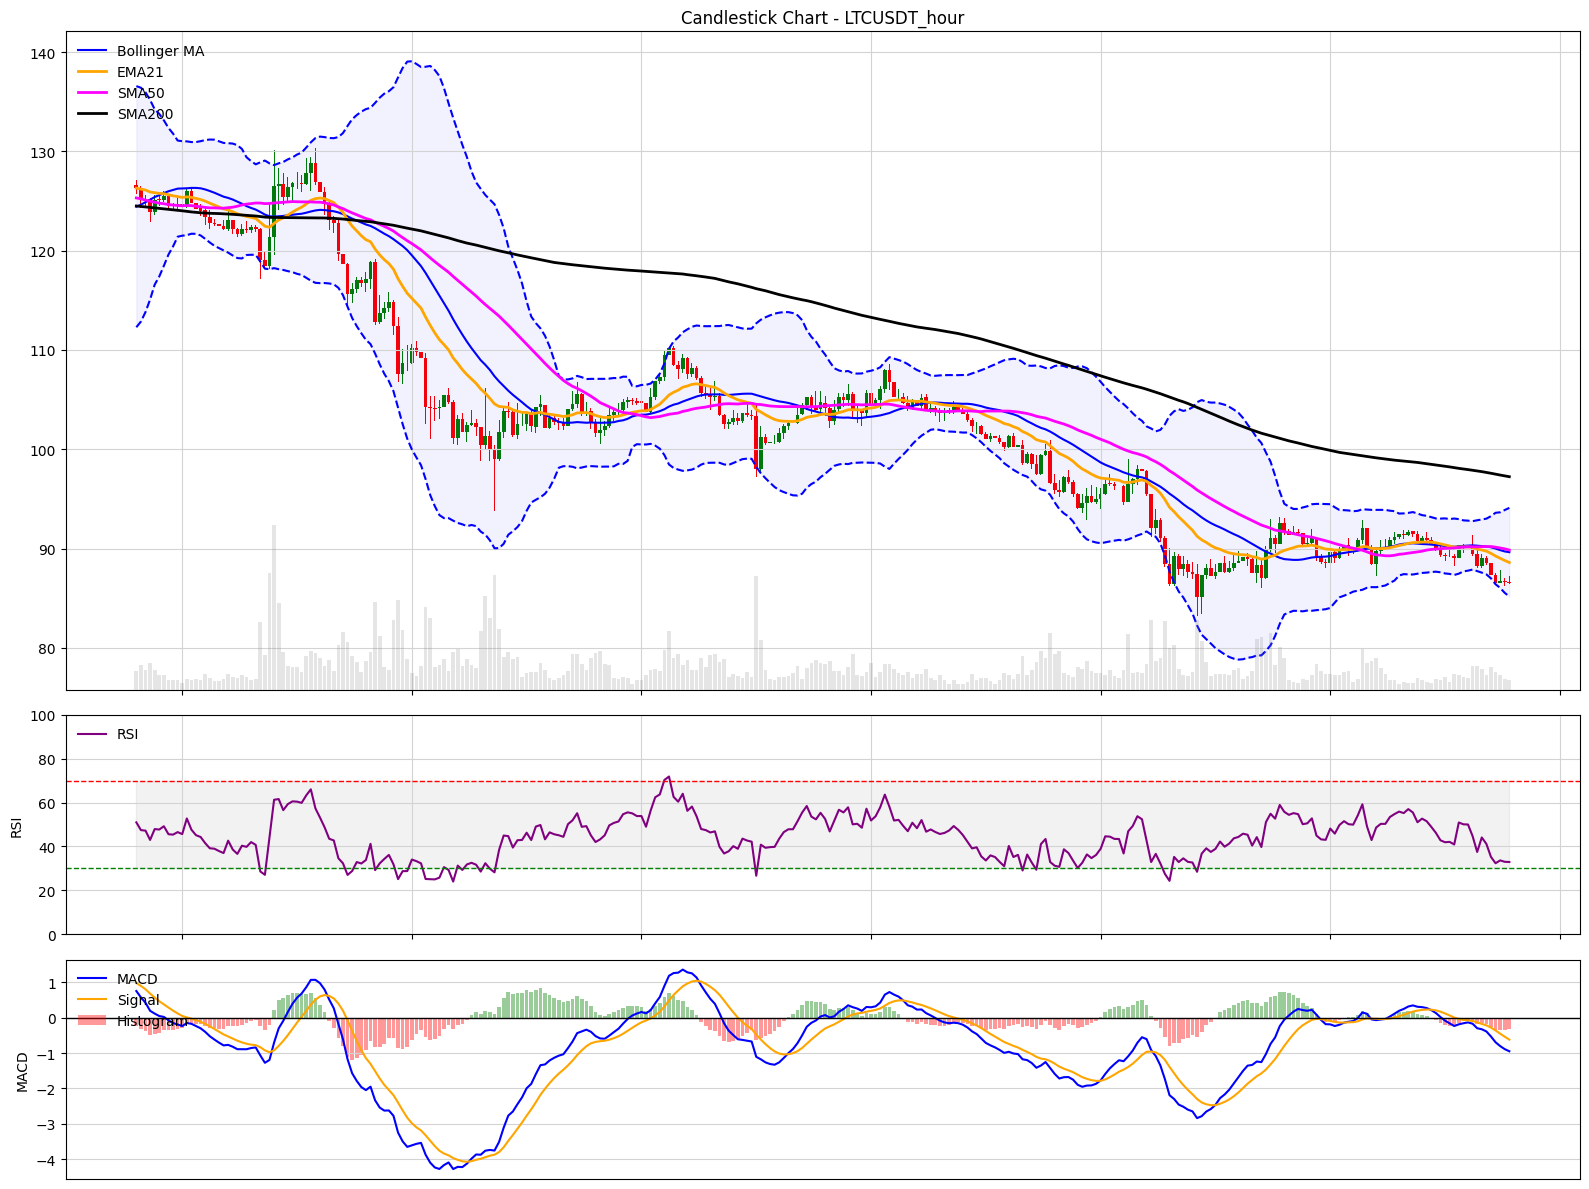 Candlestick Chart - LTCUSDT_hour
Bollinger MA
EMA21
SMA50
SMA200
140
130
120
110
100
90
80
RSI
100
80
60
40
20
0
RSI
MACD
Signal
Histogram
1
0
−1
−2
−3
−4
MACD